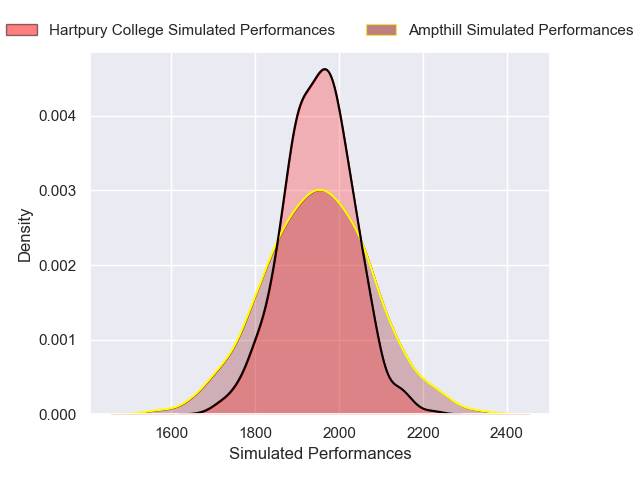 Hartpury College Simulated Performances
Ampthill Simulated Performances
Density
0.004
0.003
0.002
0.001
0.000
1600 1800 2000 2200 2400
Simulated Performances